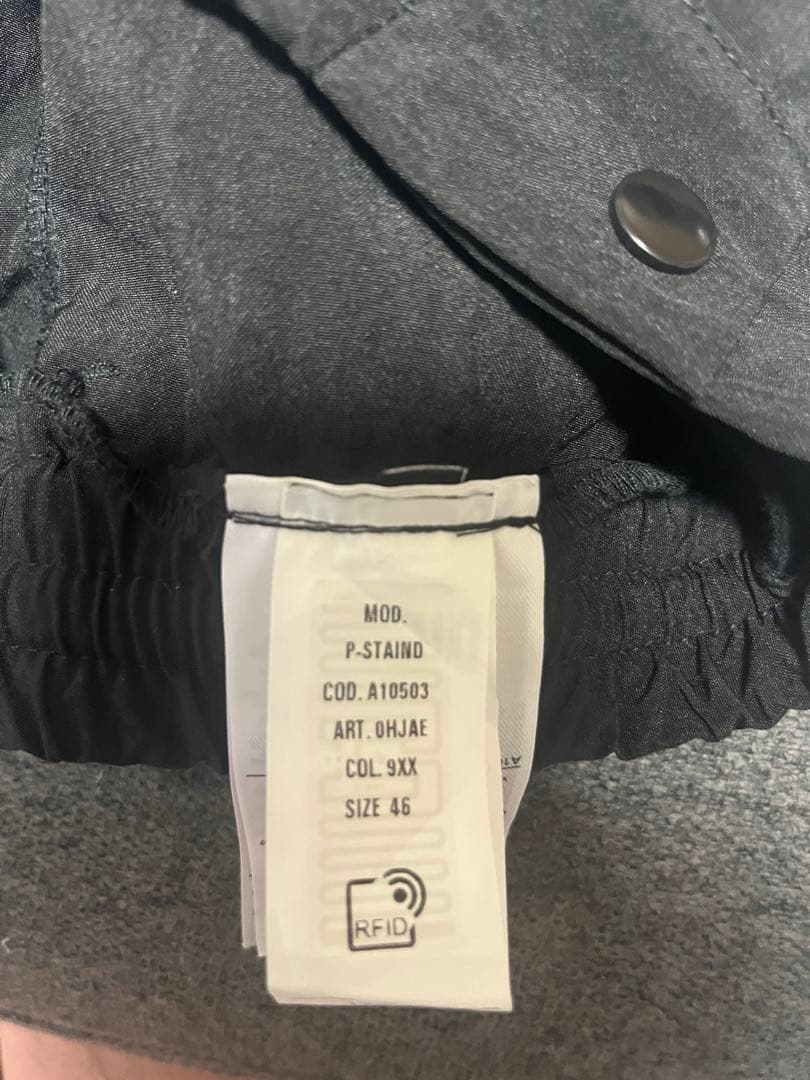 MOD.
P-STAIND
COD. A10503
ART. 0HJAE
COL. 9XX
SIZE 46
RFID